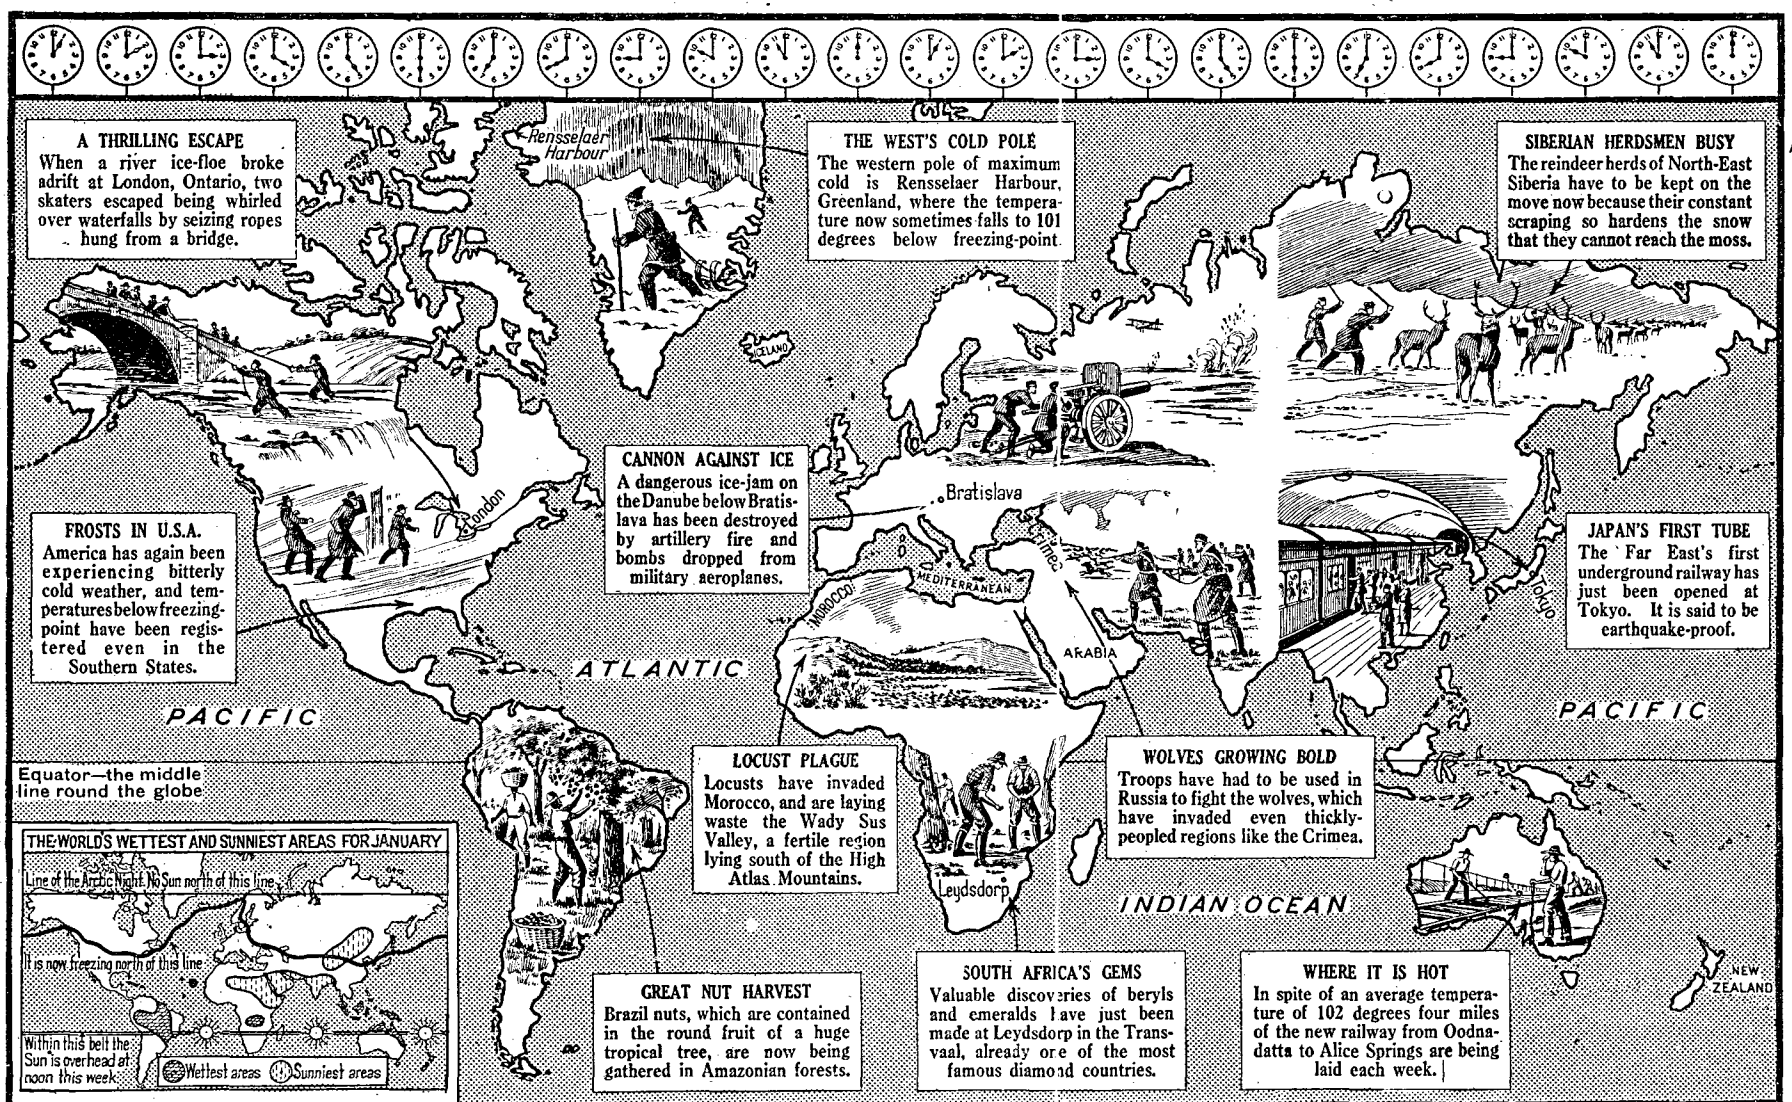 A THRILLING ESCAPE
When a river ice-floe broke
adrift at London, Ontario, two
skaters escaped being whirled
over waterfalls by seizing ropes
hung from a bridge.
Rensselaer
Harbour
THE WEST'S COLD POLE
The western pole of maximum
cold is Rensselaer Harbour,
Greenland, where the tempera-
ture now sometimes falls to 101
degrees below freezing-point.
SIBERIAN HERDSMEN BUSY
The reindeer herds of North-East
Siberia have to be kept on the
move now because their constant
scraping so hardens the snow
that they cannot reach the moss.
ICELAND
CANNON AGAINST ICE
A dangerous ice-jam on
the Danube below Bratis-
lava has been destroyed
by artillery fire and
bombs dropped from
military aeroplanes.
Bratislava
London
Crimea
FROSTS IN U.S.A.
America has again been
experiencing bitterly
cold weather, and tem-
peratures below freezing-
point have been regis-
tered even in the
Southern States.
JAPAN'S FIRST TUBE
The Far East's first
underground railway has
just been opened at
Tokyo. It is said to be
earthquake-proof.
Tokyo
MEDITERRANEAN
MOROCCO
ARABIA
ATLANTIC
PACIFIC
PACIFIC
Equator—the middle
line round the globe
LOCUST PLAGUE
Locusts have invaded
Morocco, and are laying
waste the Wady Sus
Valley, a fertile region
lying south of the High
Atlas Mountains.
WOLVES GROWING BOLD
Troops have had to be used in
Russia to fight the wolves, which
have invaded even thickly-
peopled regions like the Crimea.
Leydsdorp
INDIAN OCEAN
THE WORLD'S WETTEST AND SUNNIEST AREAS FOR JANUARY
Line of the Arctic Night. No Sun north of this line
It is now freezing north of this line
Within this belt the
Sun is overhead at
noon this week
Wettest areas
Sunniest areas
GREAT NUT HARVEST
Brazil nuts, which are contained
in the round fruit of a huge
tropical tree, are now being
gathered in Amazonian forests.
SOUTH AFRICA'S GEMS
Valuable discoveries of beryls
and emeralds have just been
made at Leydsdorp in the Trans-
vaal, already one of the most
famous diamond countries.
WHERE IT IS HOT
In spite of an average tempera-
ture of 102 degrees four miles
of the new railway from Oodna-
datta to Alice Springs are being
laid each week.
NEW
ZEALAND